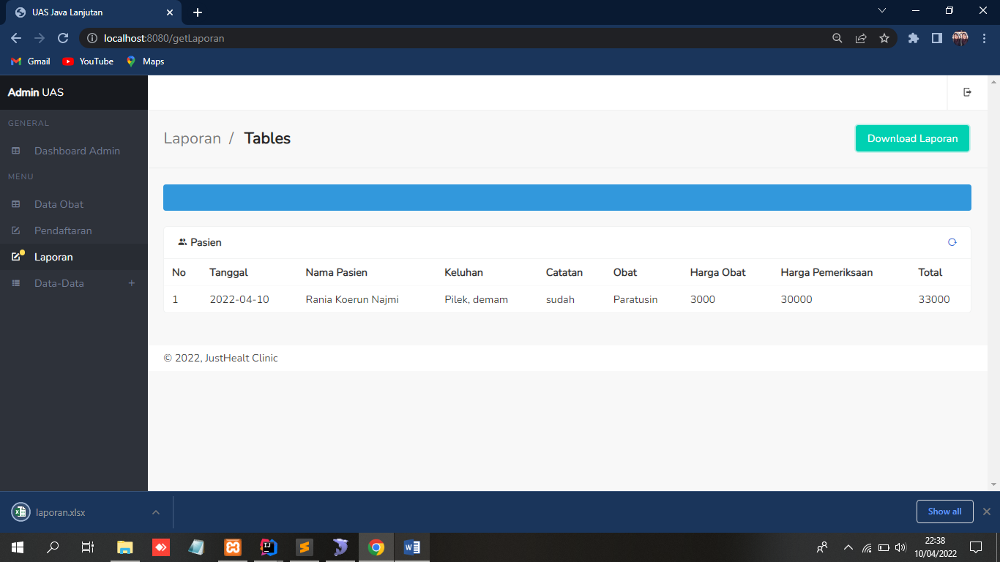 UAS Java Lanjutan
localhost:8080/getLaporan
Gmail YouTube Maps
Admin UAS
GENERAL
Dashboard Admin
MENU
Data Obat
Pendaftaran
Laporan
Data-Data +
Laporan / Tables
Download Laporan
Pasien
No Tanggal Nama Pasien Keluhan Catatan Obat Harga Obat Harga Pemeriksaan Total
1 2022-04-10 Rania Koerun Najmi Pilek, demam sudah Paratusin 3000 30000 33000
© 2022, JustHealt Clinic
laporan.xlsx
Show all
22:38
10/04/2022